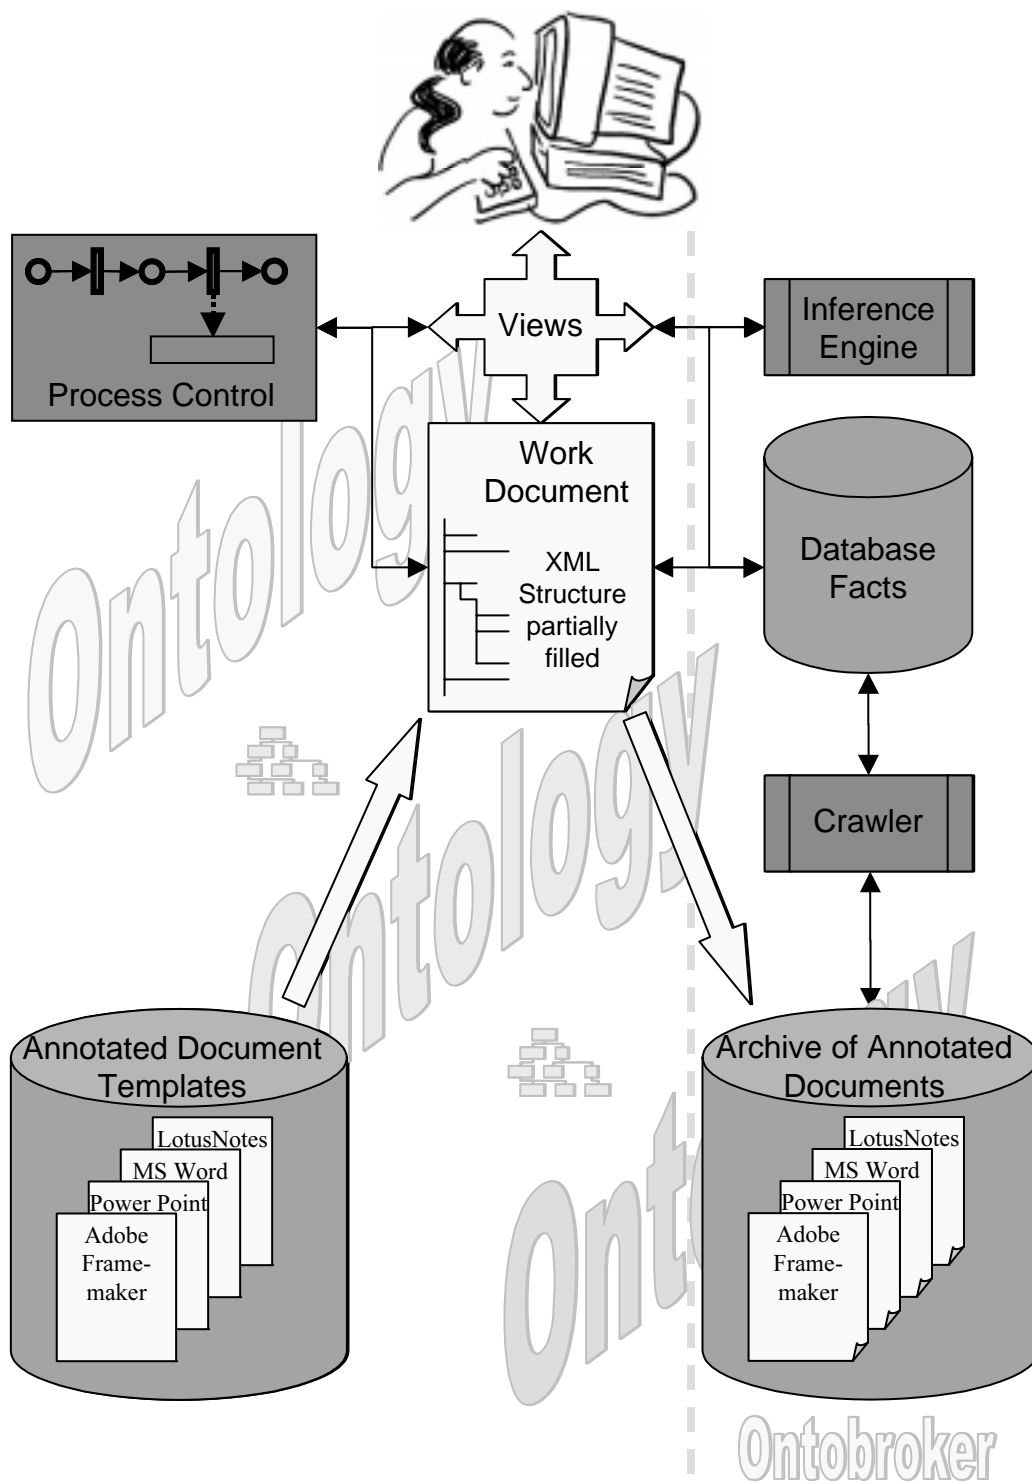 Process Control
Views
Inference
Engine
Work
Document
XML
Structure
partially
filled
Database
Facts
Ontology
Ontology
Crawler
Annotated Document
Templates
LotusNotes
MS Word
Power Point
Adobe
Frame-
maker
Archive of Annotated
Documents
LotusNotes
MS Word
Power Point
Adobe
Frame-
maker
Ontology
Ontobroker